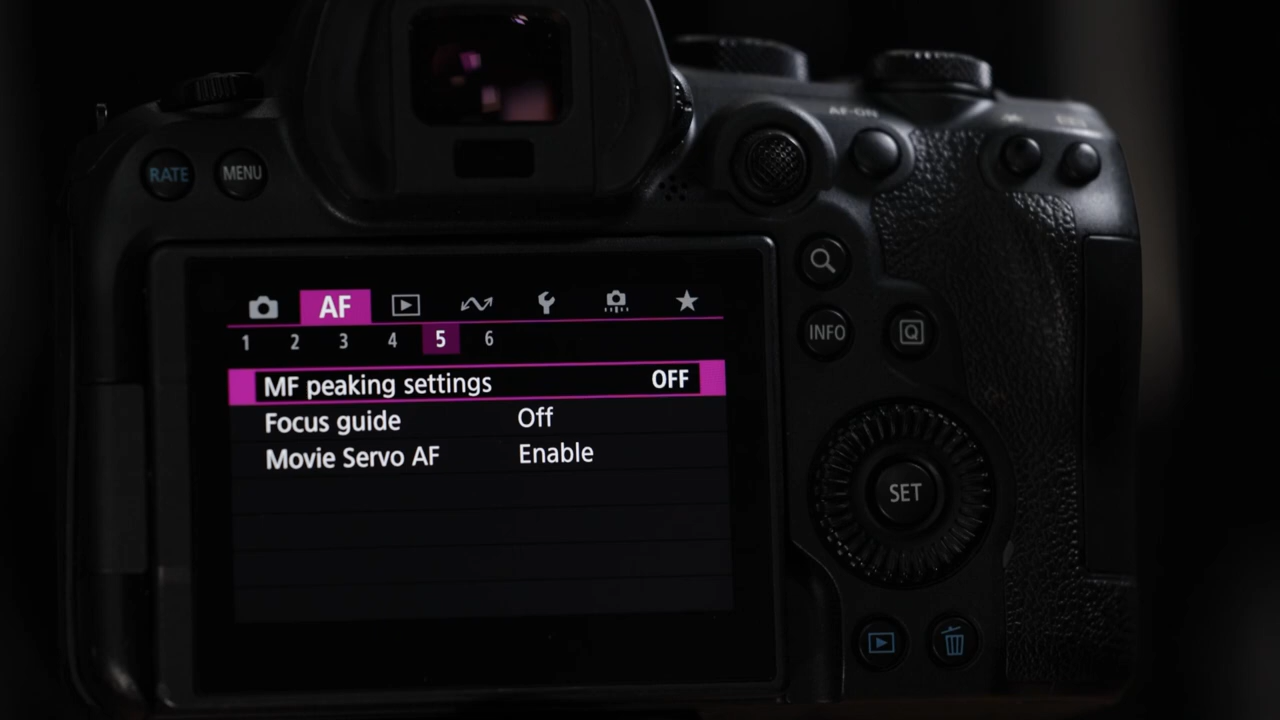 AF-ON
RATE MENU
AF
1 2 3 4 5 6
MF peaking settings OFF
Focus guide Off
Movie Servo AF Enable
INFO Q
SET